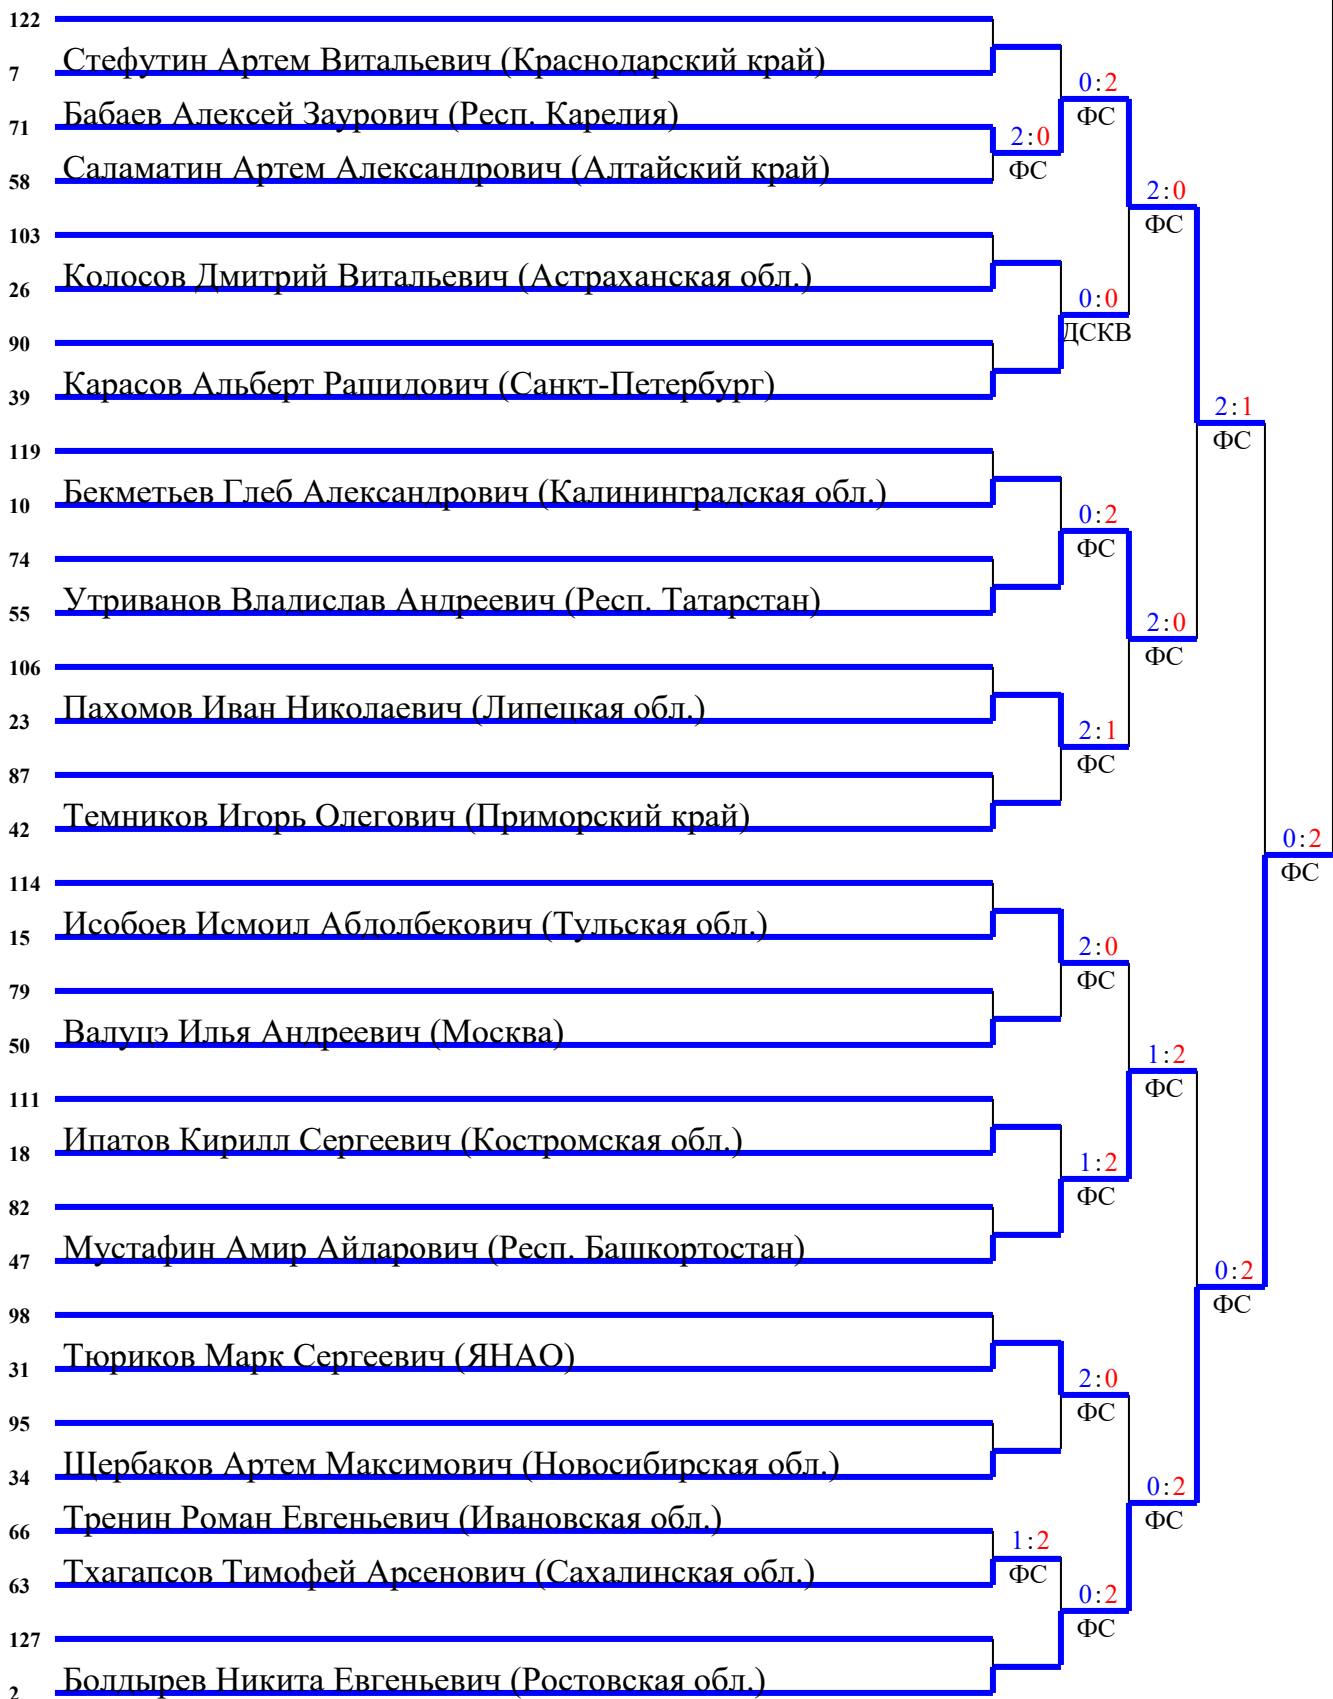 122
Стефутин Артем Витальевич (Краснодарский край)
7
0:2
ФС
Бабаев Алексей Заурович (Респ. Карелия)
71
2:0
ФС
Саламатин Артем Александрович (Алтайский край)
58
2:0
ФС
103
Колосов Дмитрий Витальевич (Астраханская обл.)
26
0:0
ДСКВ
90
Карасов Альберт Рашидович (Санкт-Петербург)
39
2:1
ФС
119
Бекметьев Глеб Александрович (Калининградская обл.)
10
0:2
ФС
74
Утриванов Владислав Андреевич (Респ. Татарстан)
55
2:0
ФС
106
Пахомов Иван Николаевич (Липецкая обл.)
23
2:1
ФС
87
Темников Игорь Олегович (Приморский край)
42
0:2
ФС
114
Исобоев Исмоил Абдолбекович (Тульская обл.)
15
2:0
ФС
79
Валуцэ Илья Андреевич (Москва)
50
1:2
ФС
111
Ипатов Кирилл Сергеевич (Костромская обл.)
18
1:2
ФС
82
Мустафин Амир Айдарович (Респ. Башкортостан)
47
0:2
ФС
98
Тюриков Марк Сергеевич (ЯНАО)
31
2:0
ФС
95
Щербаков Артем Максимович (Новосибирская обл.)
34
0:2
ФС
Тренин Роман Евгеньевич (Ивановская обл.)
66
1:2
ФС
Тхагапсов Тимофей Арсенович (Сахалинская обл.)
63
0:2
ФС
127
Болдырев Никита Евгеньевич (Ростовская обл.)
2